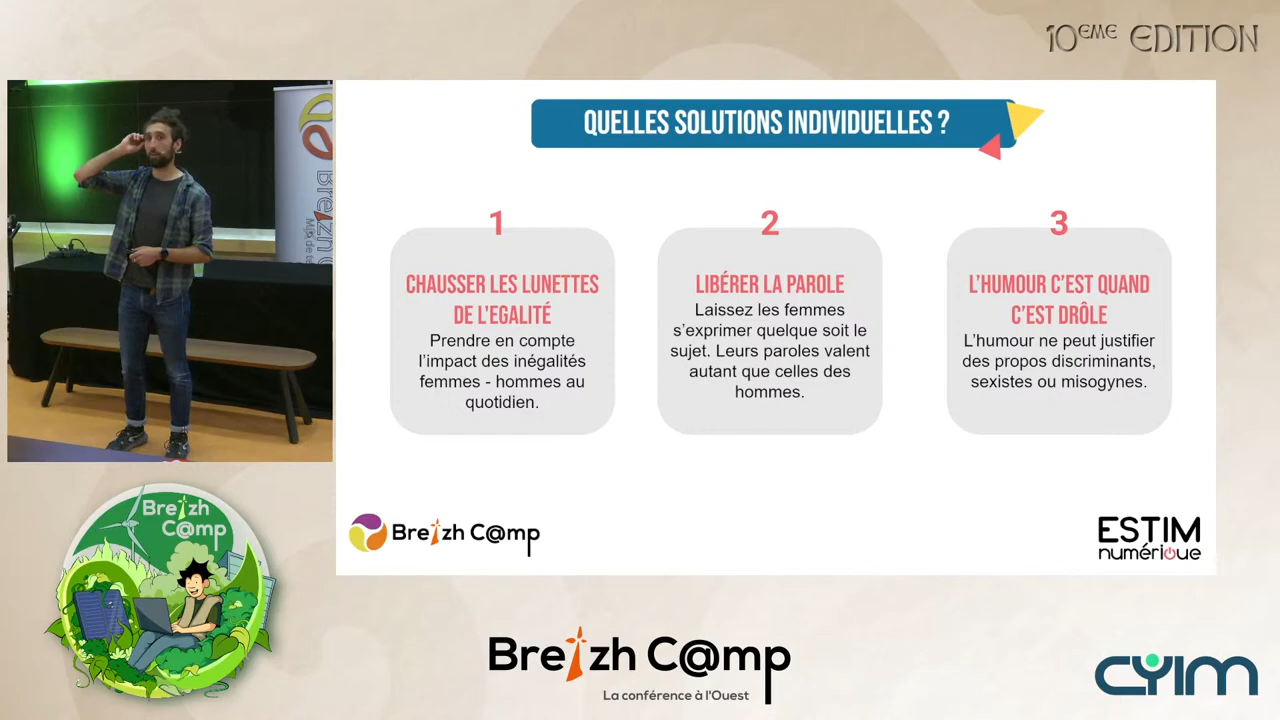 10EME EDITION
QUELLES SOLUTIONS INDIVIDUELLES ?
1
CHAUSSER LES LUNETTES
DE L'EGALITÉ
Prendre en compte
l'impact des inégalités
femmes - hommes au
quotidien.
2
LIBÉRER LA PAROLE
Laissez les femmes
s'exprimer quelque soit le
sujet. Leurs paroles valent
autant que celles des
hommes.
3
L'HUMOUR C'EST QUAND
C'EST DRÔLE
L'humour ne peut justifier
des propos discriminants,
sexistes ou misogynes.
Breizh C@mp
ESTIM
numérique
Breizh
C@mp
Breizh C@mp
La conférence à l'Ouest
CYIM